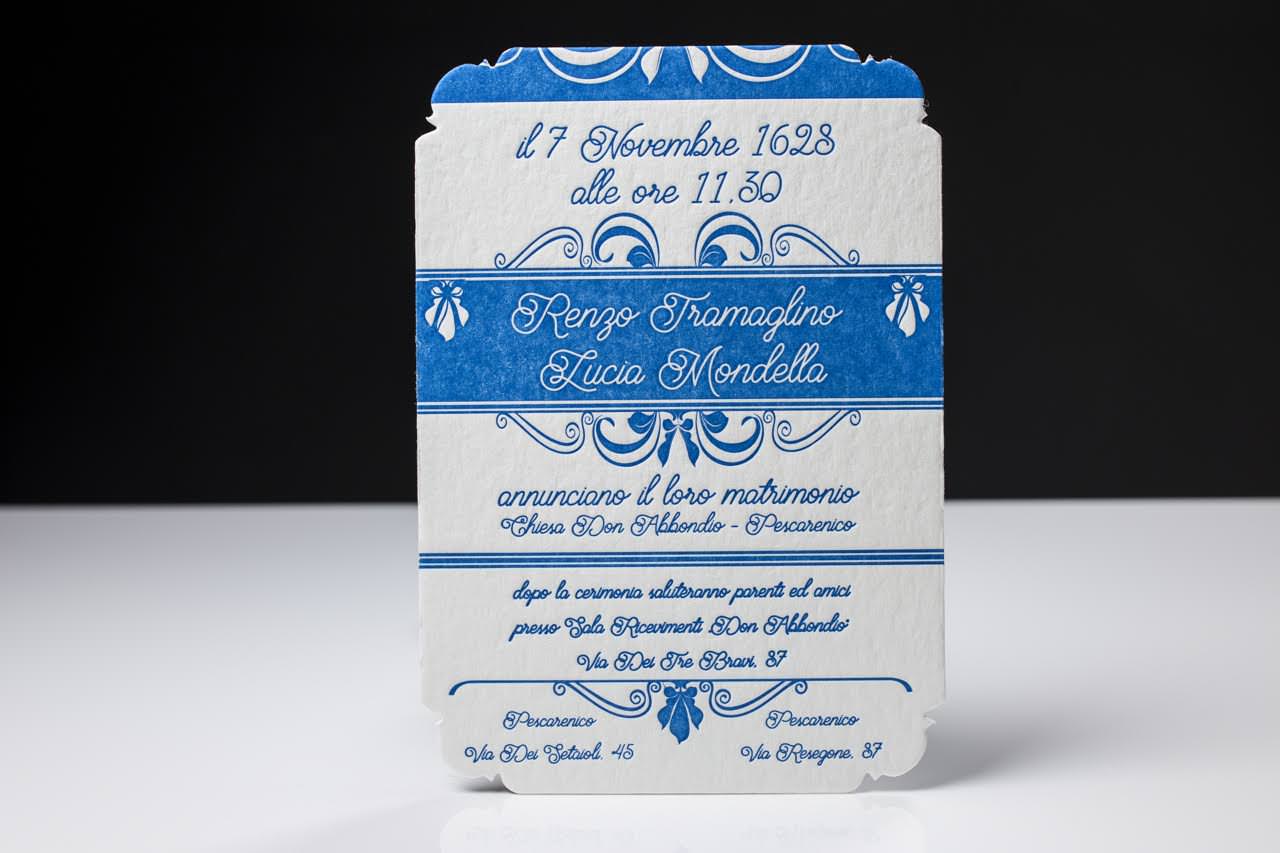 il 7 Novembre 1628
alle ore 11.30
Renzo Tramaglino
Lucia Mondella
annunciano il loro matrimonio
Chiesa Don Abbondio - Pescarenico
dopo la cerimonia saluteranno parenti ed amici
presso "Sala Ricevimenti Don Abbondio"
Via Dei Tre Bravi, 87
Pescarenico
Via Dei Setaioli, 45
Pescarenico
Via Resegone, 87